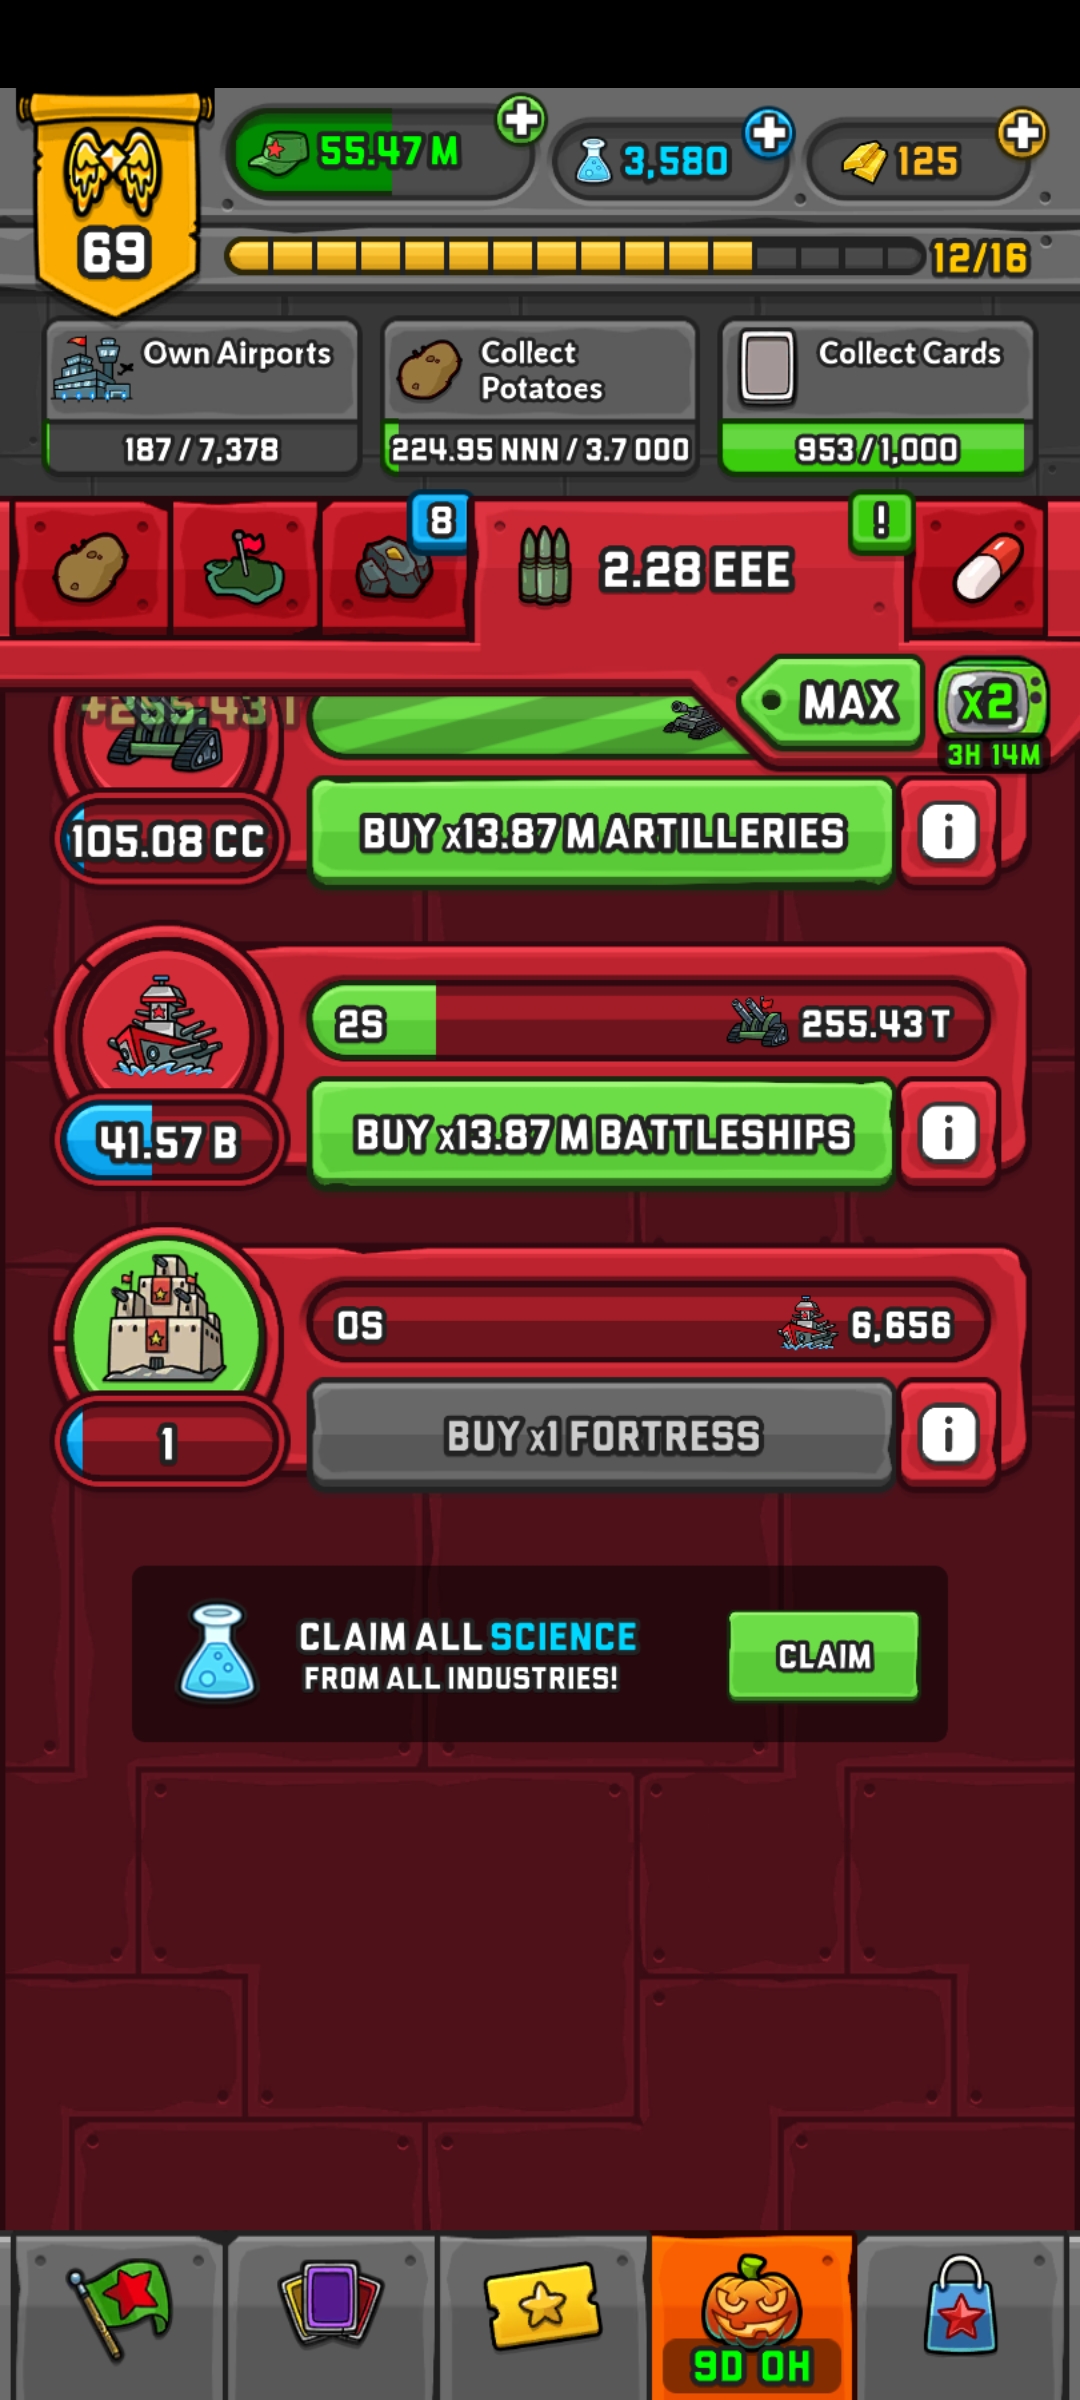 55.47 M
3,580
125
69
12/16
Own Airports
187 / 7,378
Collect
Potatoes
224.95 NNN / 3.7 OOO
Collect Cards
953 / 1,000
8
2.28 EEE
!
MAX
x2
3H 14M
+255.43 T
105.08 CC
BUY x13.87 M ARTILLERIES
i
2S
255.43 T
41.57 B
BUY x13.87 M BATTLESHIPS
i
0S
6,656
1
BUY x1 FORTRESS
i
CLAIM ALL SCIENCE
FROM ALL INDUSTRIES!
CLAIM
9D 0H